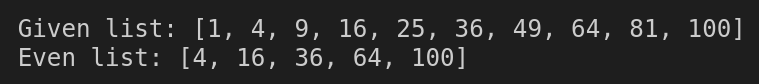 Given list: [1, 4, 9, 16, 25, 36, 49, 64, 81, 100]
Even list: [4, 16, 36, 64, 100]